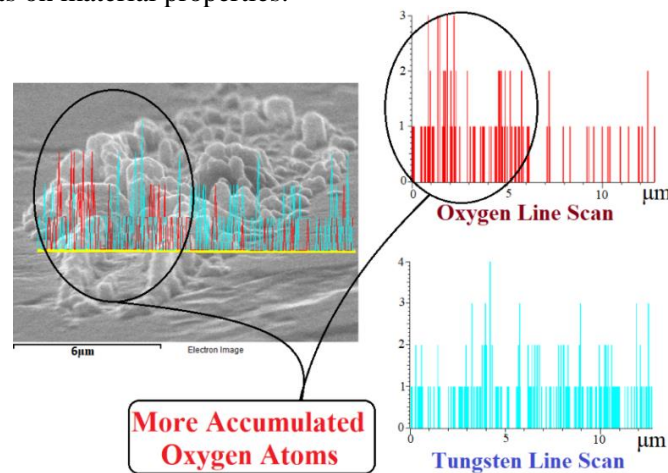 on material properties.
3
2
1
0
0
5
10
μm
Oxygen Line Scan
6μm
Electron Image
4
3
2
1
0
0
5
10
μm
More Accumulated
Oxygen Atoms
Tungsten Line Scan